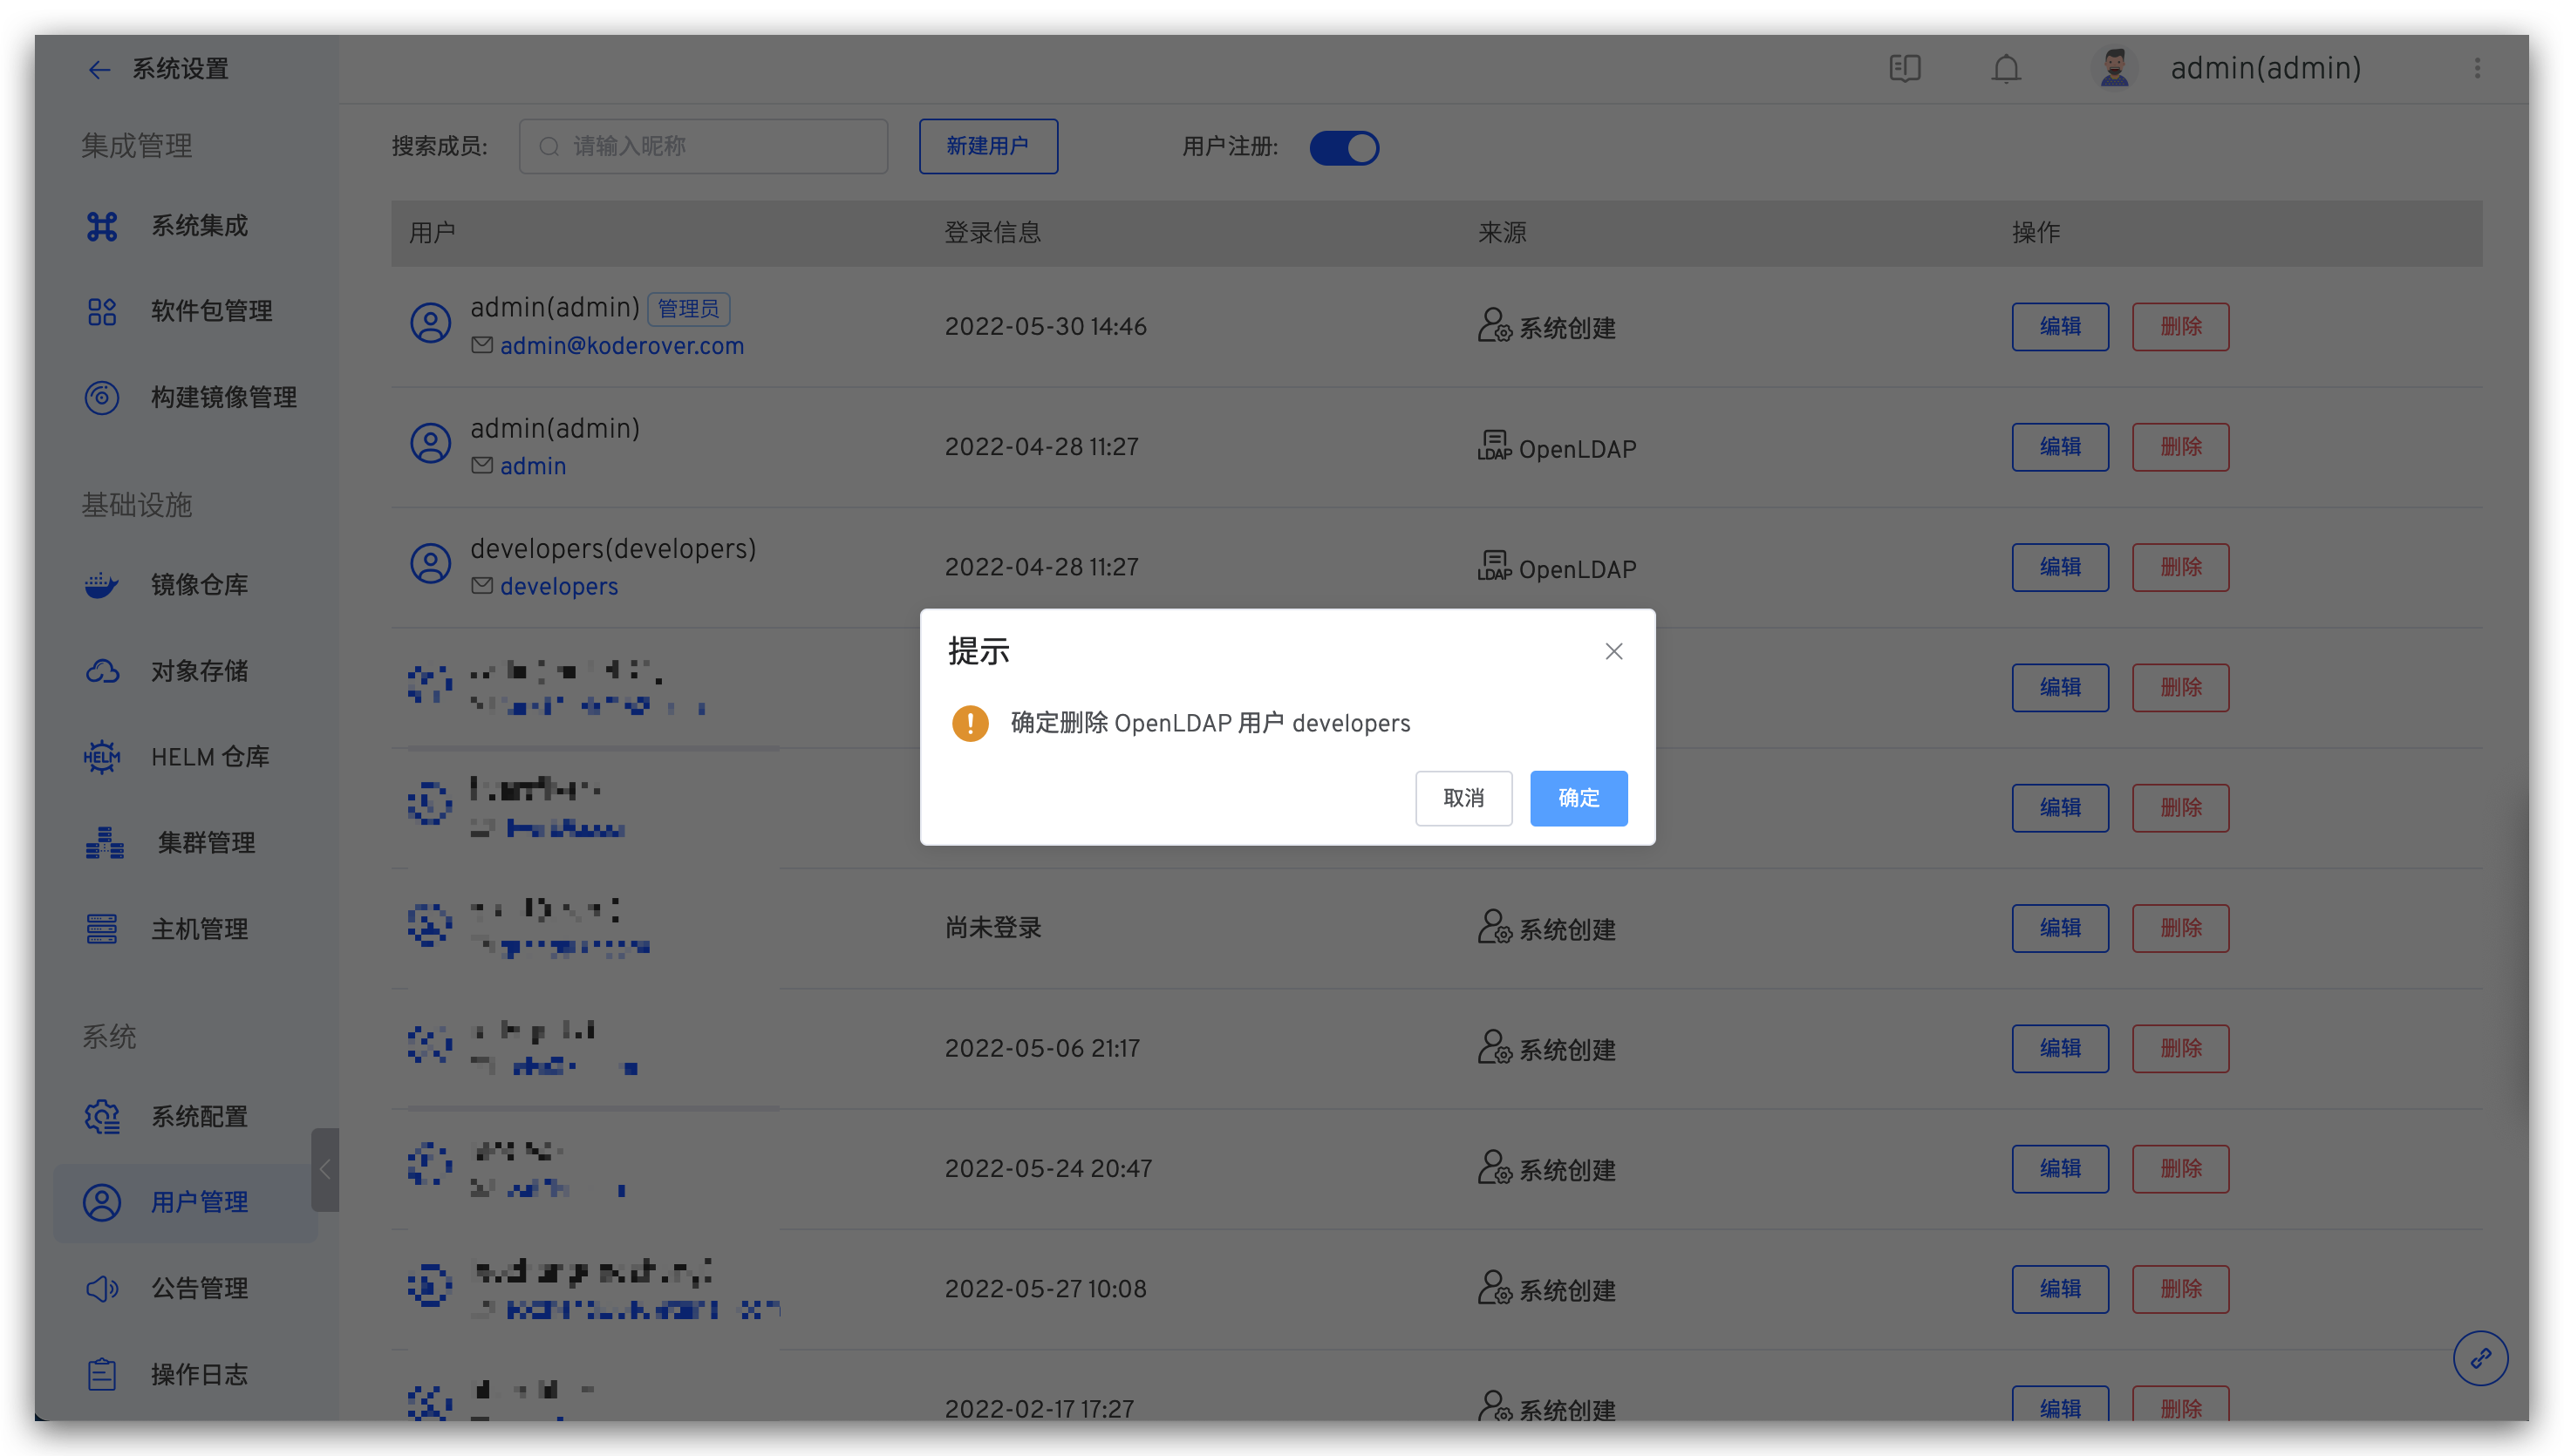 系统设置
admin(admin)
集成管理
系统集成
软件包管理
构建镜像管理
基础设施
镜像仓库
对象存储
HELM
HELM 仓库
集群管理
主机管理
系统
系统配置
用户管理
公告管理
操作日志
搜索成员: 请输入昵称 新建用户 用户注册:
用户 登录信息 来源 操作
admin(admin) 管理员
admin@koderover.com
2022-05-30 14:46 系统创建 编辑 删除
admin(admin)
admin
2022-04-28 11:27 LDAP OpenLDAP 编辑 删除
developers(developers)
developers
2022-04-28 11:27 LDAP OpenLDAP 编辑 删除
编辑 删除
编辑 删除
尚未登录 系统创建 编辑 删除
2022-05-06 21:17 系统创建 编辑 删除
2022-05-24 20:47 系统创建 编辑 删除
2022-05-27 10:08 系统创建 编辑 删除
2022-02-17 17:27 系统创建 编辑 删除
提示
确定删除 OpenLDAP 用户 developers
取消 确定